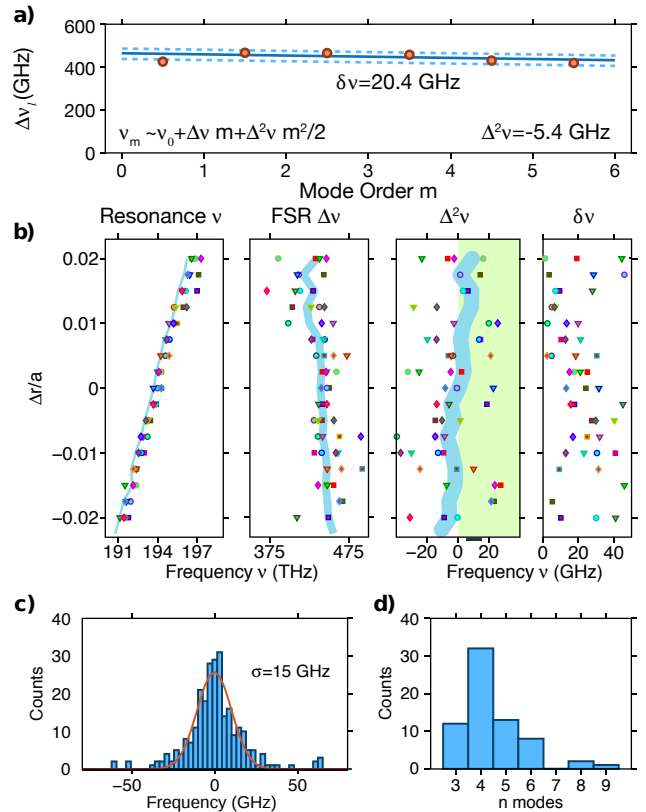 a)
600
400
200
0
Δν_l (GHz)
δν=20.4 GHz
ν_m ~ν_0+Δν m+Δ²ν m²/2
Δ²ν=-5.4 GHz
0 1 2 3 4 5 6
Mode Order m
b)
Resonance ν FSR Δν Δ²ν δν
0.02
0.01
0
−0.01
−0.02
Δr/a
191 194 197 375 475 −20 0 20 0 20 40
Frequency ν (THz) Frequency ν (GHz)
c)
40
30
20
10
0
Counts
σ=15 GHz
−50 0 50
Frequency (GHz)
d)
40
30
20
10
0
Counts
3 4 5 6 7 8 9
n modes